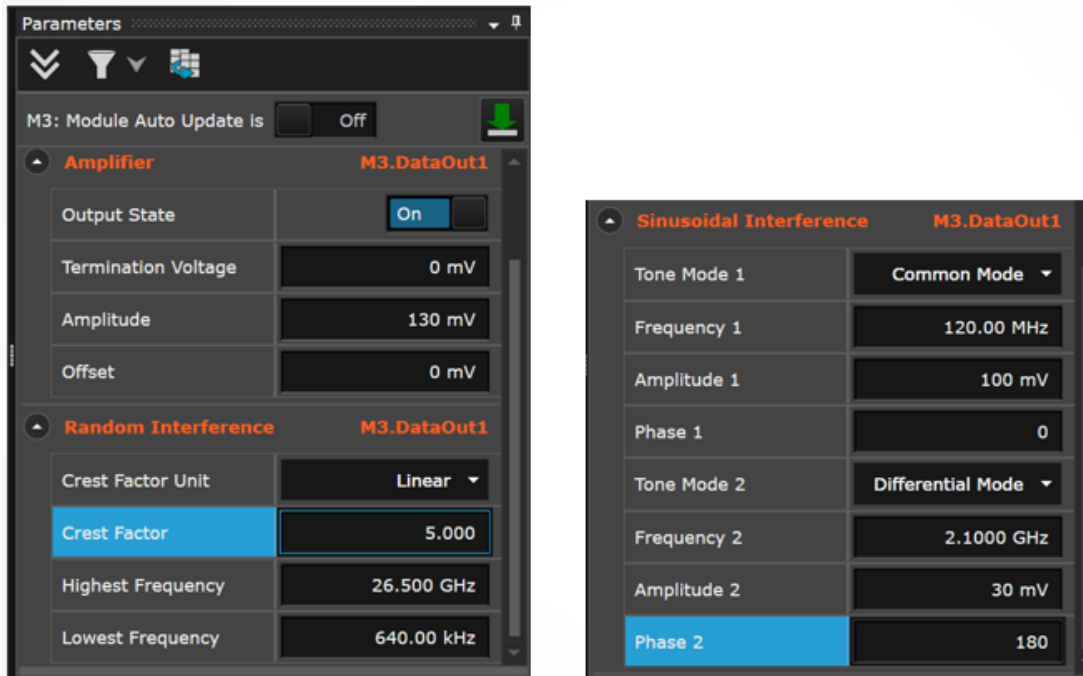 Parameters
M3: Module Auto Update is Off
Amplifier M3.DataOut1
Output State On
Termination Voltage 0 mV
Amplitude 130 mV
Offset 0 mV
Random Interference M3.DataOut1
Crest Factor Unit Linear
Crest Factor 5.000
Highest Frequency 26.500 GHz
Lowest Frequency 640.00 kHz
Sinusoidal Interference M3.DataOut1
Tone Mode 1 Common Mode
Frequency 1 120.00 MHz
Amplitude 1 100 mV
Phase 1 0
Tone Mode 2 Differential Mode
Frequency 2 2.1000 GHz
Amplitude 2 30 mV
Phase 2 180